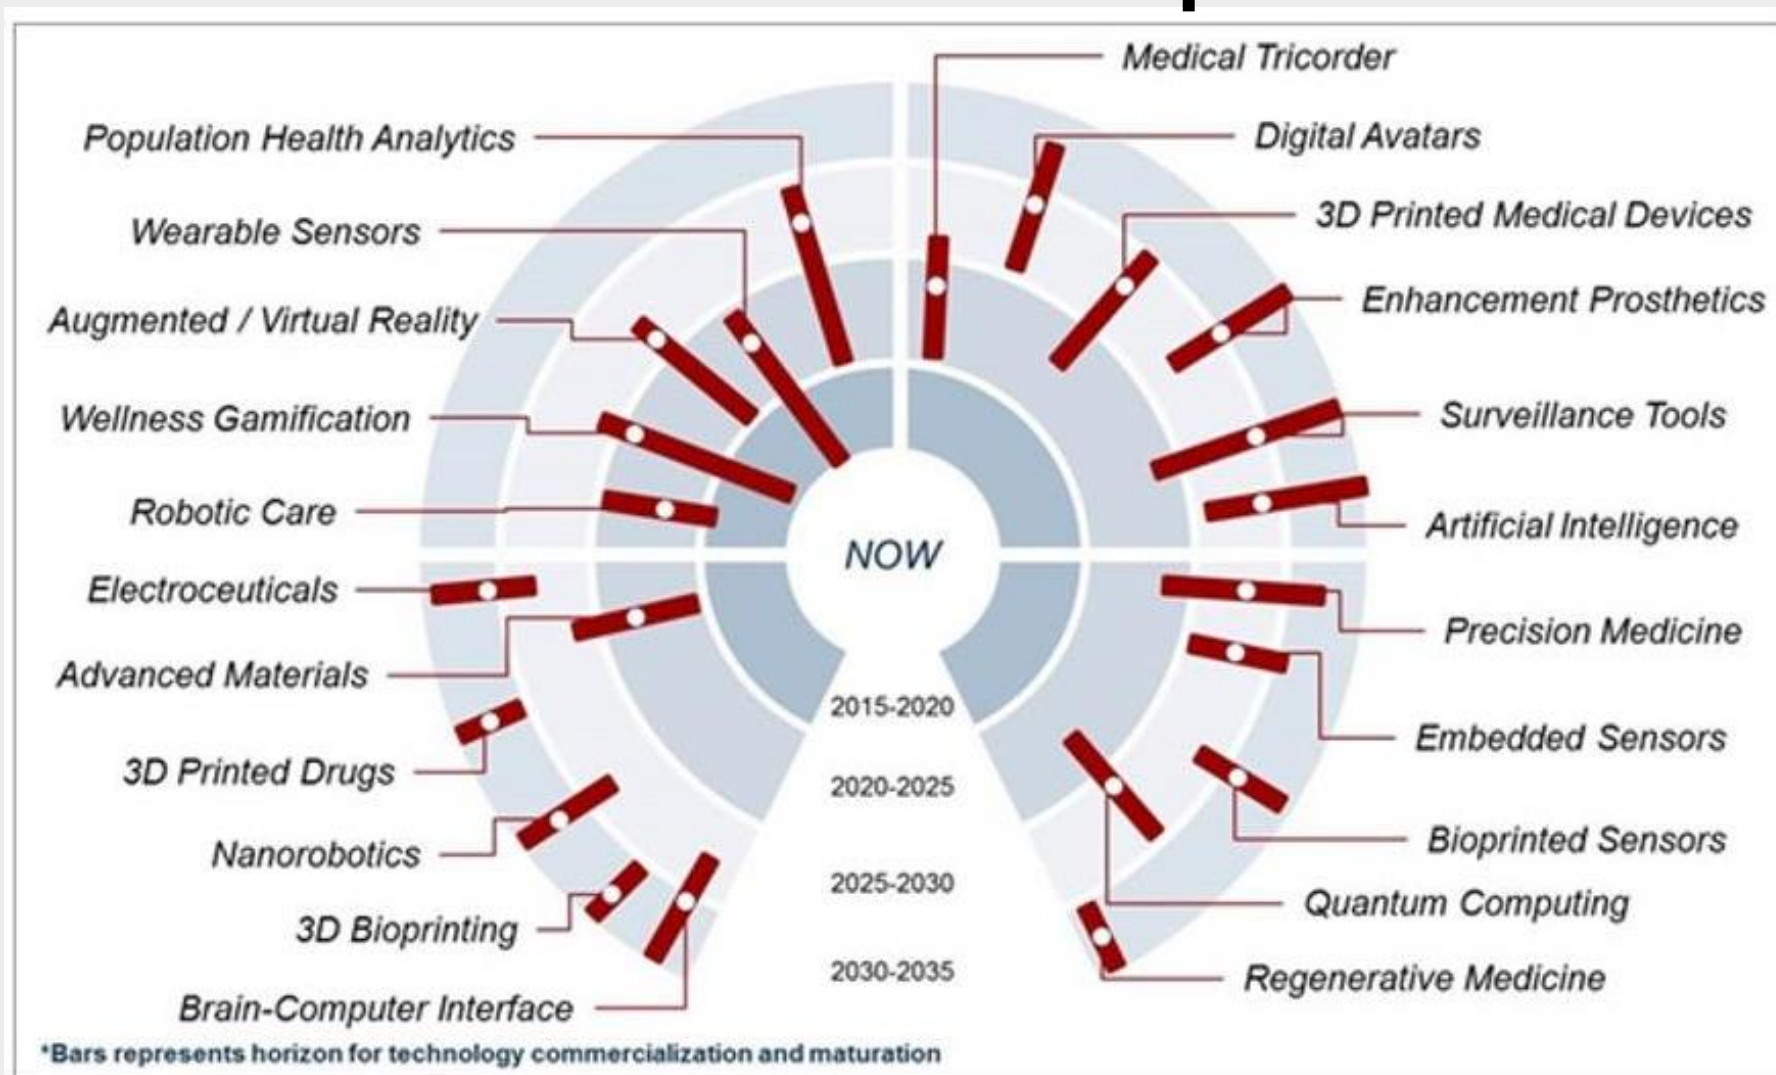 Medical Tricorder
Population Health Analytics
Digital Avatars
3D Printed Medical Devices
Wearable Sensors
Enhancement Prosthetics
Augmented / Virtual Reality
Surveillance Tools
Wellness Gamification
Robotic Care
Artificial Intelligence
NOW
Electroceuticals
Precision Medicine
Advanced Materials
2015-2020
Embedded Sensors
3D Printed Drugs
2020-2025
Bioprinted Sensors
Nanorobotics
2025-2030
Quantum Computing
3D Bioprinting
2030-2035
Regenerative Medicine
Brain-Computer Interface
*Bars represents horizon for technology commercialization and maturation